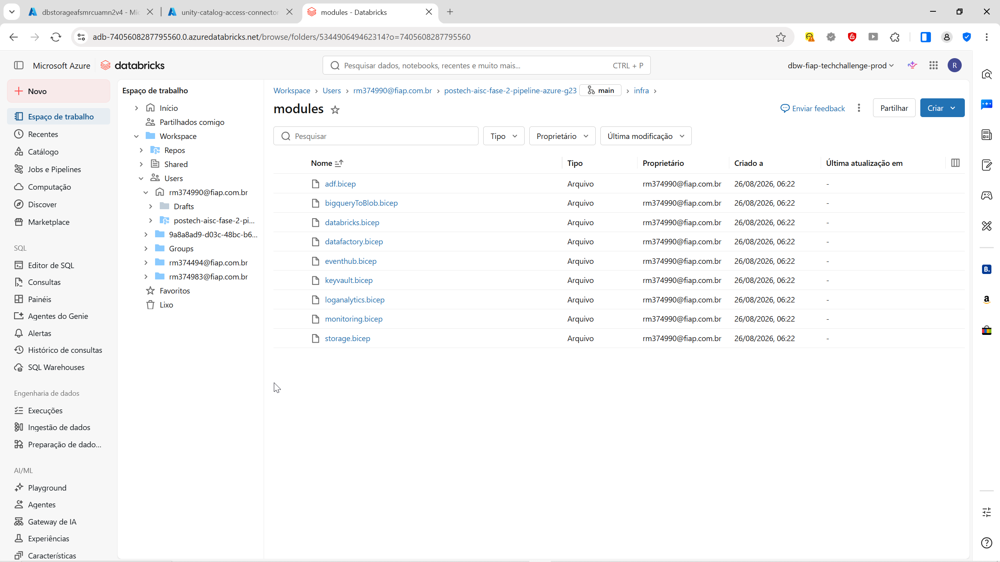 dbstorageafsmrcuamn2v4 - Mic
unity-catalog-access-connector
modules - Databricks
adb-7405608287795560.0.azuredatabricks.net/browse/folders/534490649462314?o=7405608287795560
Microsoft Azure
databricks
Pesquisar dados, notebooks, recentes e muito mais...
CTRL + P
dbw-fiap-techchallenge-prod
R
Novo
Espaço de trabalho
Recentes
Catálogo
Jobs e Pipelines
Computação
Discover
Marketplace
SQL
Editor de SQL
Consultas
Painéis
Agentes do Genie
Alertas
Histórico de consultas
SQL Warehouses
Engenharia de dados
Execuções
Ingestão de dados
Preparação de dado...
AI/ML
Playground
Agentes
Gateway de IA
Experiências
Características
Espaço de trabalho
Início
Partilhados comigo
Workspace
Repos
Shared
Users
rm374990@fiap.com.br
Drafts
postech-aisc-fase-2-pi...
9a8a8ad9-d03c-48bc-b6...
Groups
rm374494@fiap.com.br
rm374983@fiap.com.br
Favoritos
Lixo
Workspace > Users > rm374990@fiap.com.br > postech-aisc-fase-2-pipeline-azure-g23 main > infra >
modules
Enviar feedback
Partilhar
Criar
Pesquisar
Tipo
Proprietário
Última modificação
Nome Tipo Proprietário Criado a Última atualização em
adf.bicep Arquivo rm374990@fiap.com.br 26/08/2026, 06:22 -
bigqueryToBlob.bicep Arquivo rm374990@fiap.com.br 26/08/2026, 06:22 -
databricks.bicep Arquivo rm374990@fiap.com.br 26/08/2026, 06:22 -
datafactory.bicep Arquivo rm374990@fiap.com.br 26/08/2026, 06:22 -
eventhub.bicep Arquivo rm374990@fiap.com.br 26/08/2026, 06:22 -
keyvault.bicep Arquivo rm374990@fiap.com.br 26/08/2026, 06:22 -
loganalytics.bicep Arquivo rm374990@fiap.com.br 26/08/2026, 06:22 -
monitoring.bicep Arquivo rm374990@fiap.com.br 26/08/2026, 06:22 -
storage.bicep Arquivo rm374990@fiap.com.br 26/08/2026, 06:22 -
B.
a